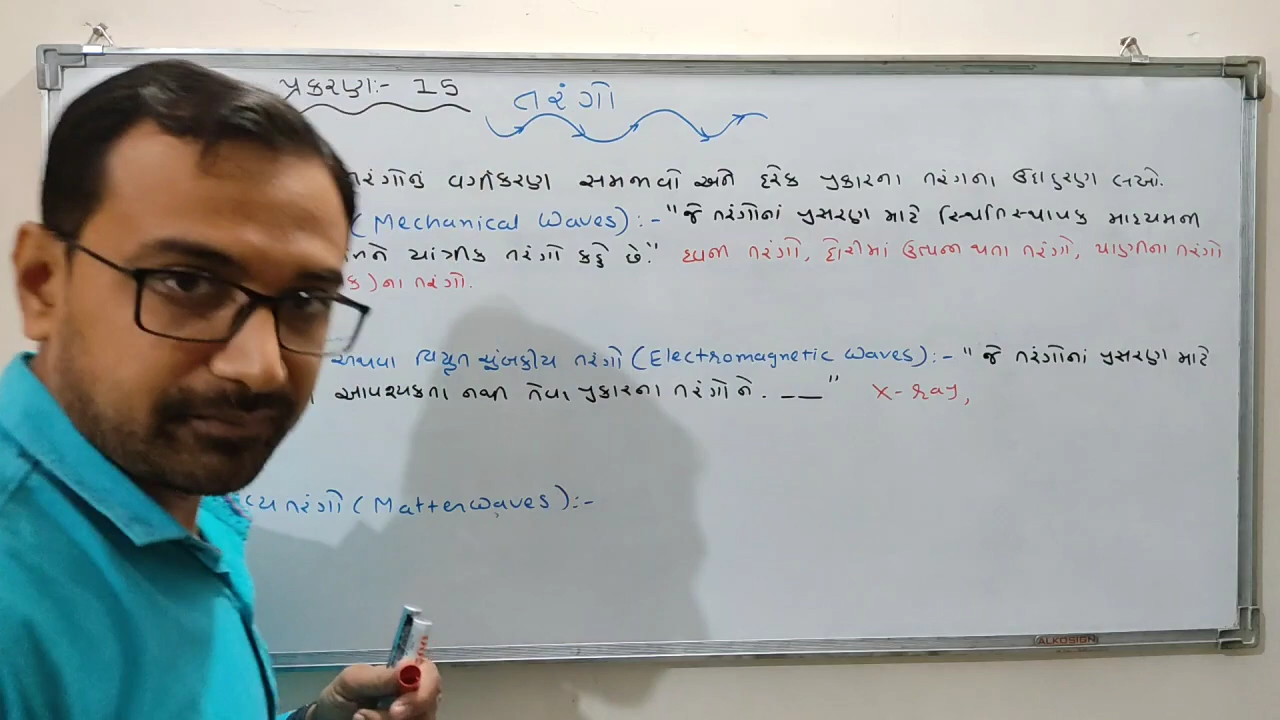 પ્રકરણ:- 15
તરંગો
તરંગોનું વર્ગીકરણ સમજાવો અને દરેક પ્રકારના તરંગના ઉદાહરણ લખો.
(Mechanical Waves):- "જે તરંગોનાં પ્રસરણ માટે સ્થિતિસ્થાપક માધ્યમની
યાંત્રીક તરંગો કહે છે." ધ્વની તરંગો, દોરીમાં ઉત્પન્ન થતા તરંગો, પાણીના તરંગો
)ના તરંગો.
અથવા વિદ્યુત ચુંબકીય તરંગો (Electromagnetic Waves):- "જે તરંગોનાં પ્રસરણ માટે
આવશ્યકતા નથી તેવા પ્રકારના તરંગોને. __ " X-ray,
તરંગો (Matter waves):-
ALKOSIGN